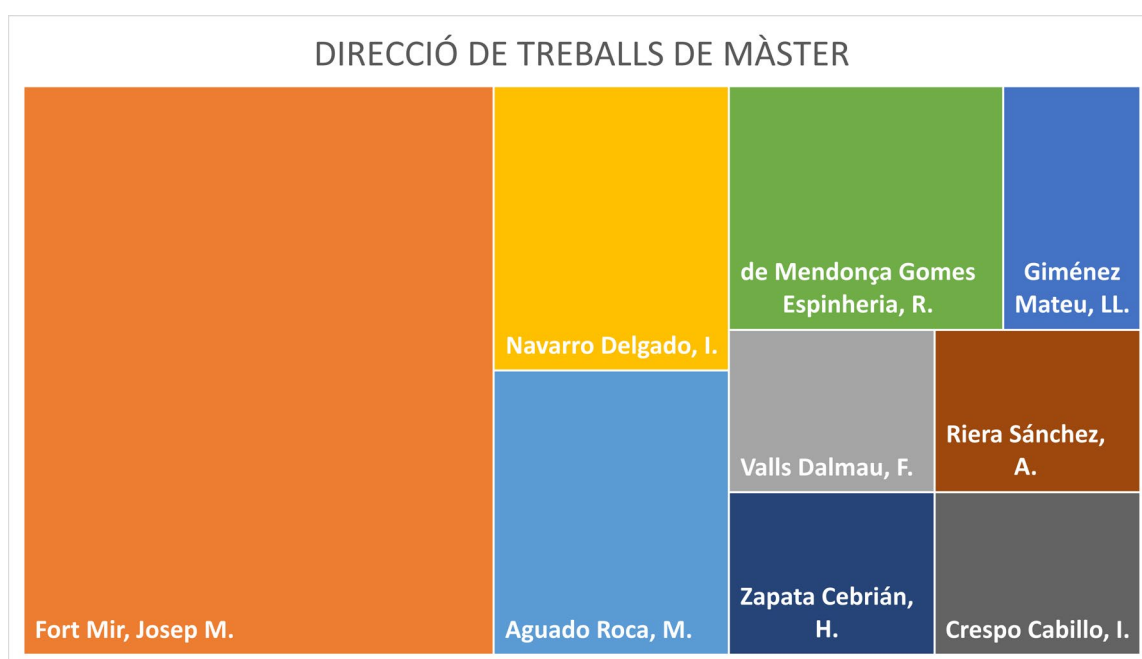 DIRECCIÓ DE TREBALLS DE MÀSTER
Fort Mir, Josep M.
Navarro Delgado, I.
Aguado Roca, M.
de Mendonça Gomes
Espinheria, R.
Giménez
Mateu, LL.
Valls Dalmau, F.
Riera Sánchez,
A.
Zapata Cebrián,
H.
Crespo Cabillo, I.